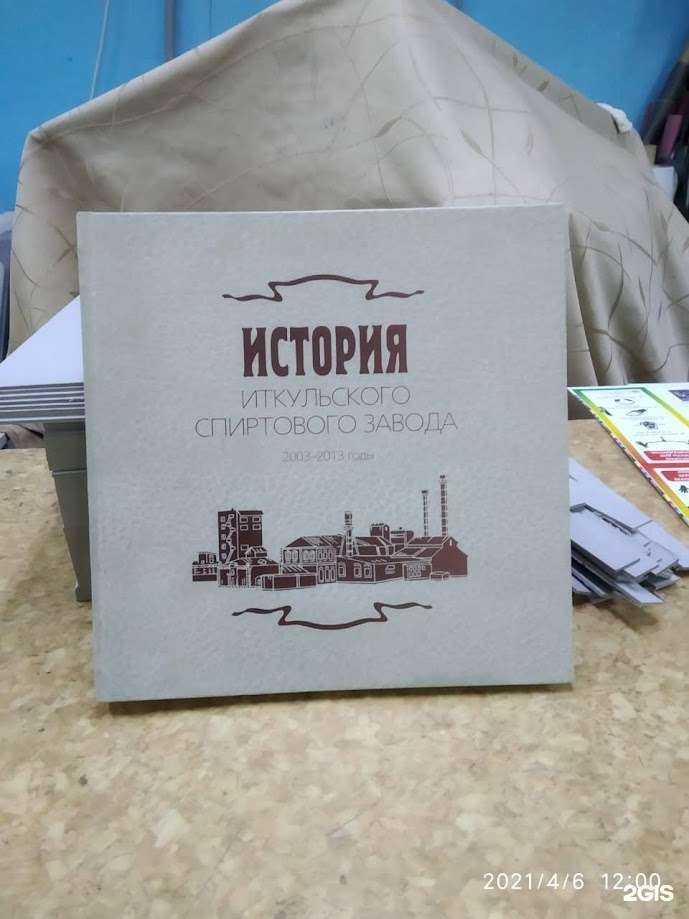 ИСТОРИЯ
ИТКУЛЬСКОГО
СПИРТОВОГО ЗАВОДА
2003-2013 годы
2021/4/6 12:00
2GIS